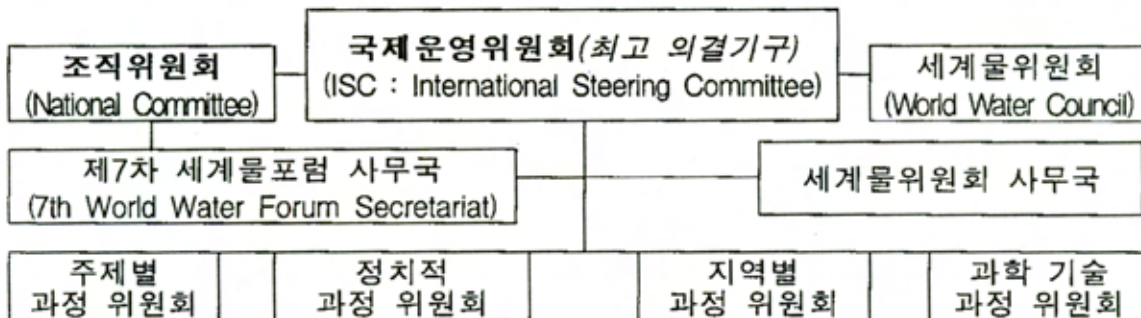 조직위원회
(National Committee)
국제운영위원회(최고 의결기구)
(ISC : International Steering Committee)
세계물위원회
(World Water Council)
제7차 세계물포럼 사무국
(7th World Water Forum Secretariat)
세계물위원회 사무국
주제별
과정 위원회
정치적
과정 위원회
지역별
과정 위원회
과학 기술
과정 위원회